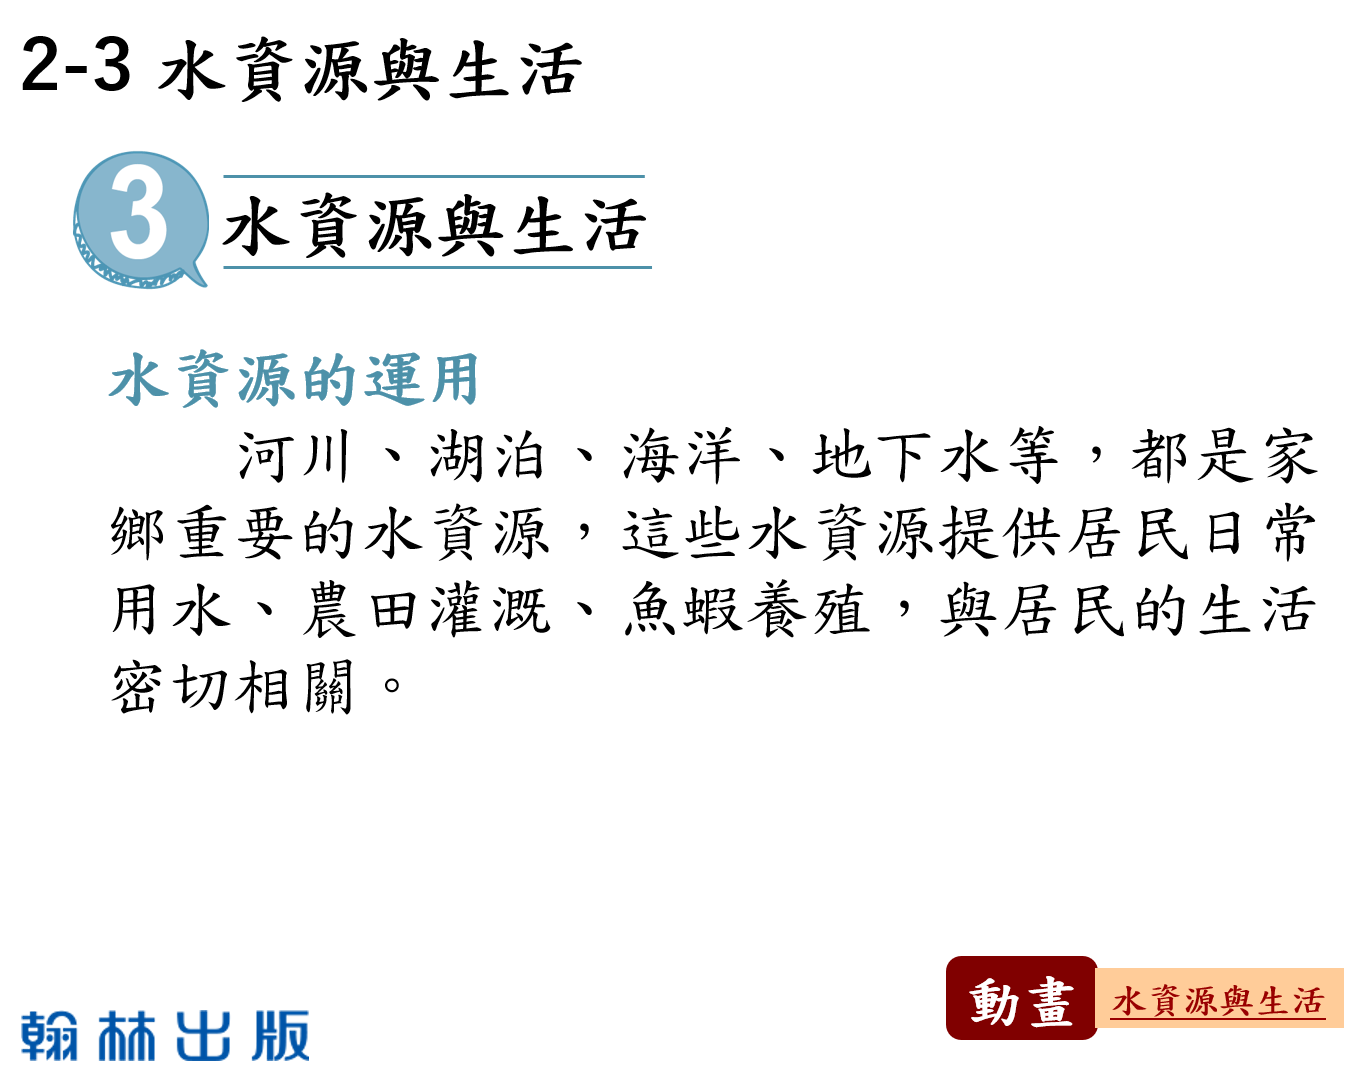 2-3 水資源與生活
3 水資源與生活
水資源的運用
河川、湖泊、海洋、地下水等，都是家
鄉重要的水資源，這些水資源提供居民日常
用水、農田灌溉、魚蝦養殖，與居民的生活
密切相關。
動畫 水資源與生活
翰林出版